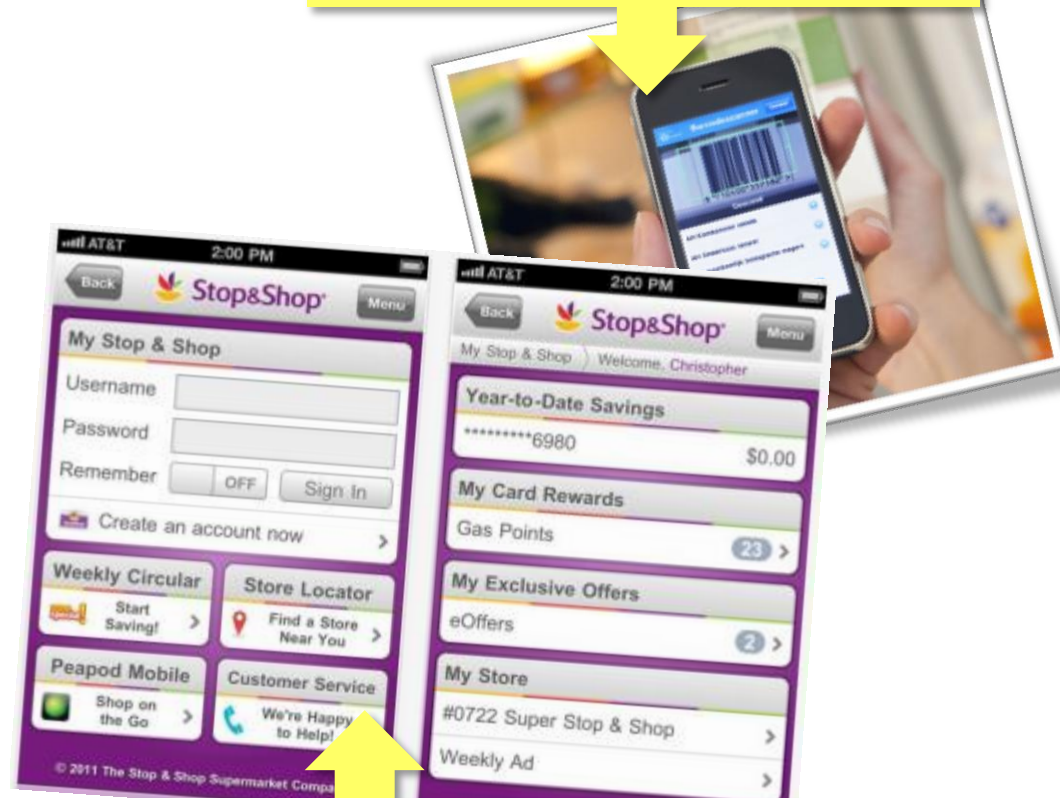 AT&T 2:00 PM
Back Stop&Shop Menu
My Stop & Shop
Username
Password
Remember OFF Sign In
Create an account now
Weekly Circular
Start
Saving!
Store Locator
Find a Store
Near You
Peapod Mobile
Shop on
the Go
Customer Service
We're Happy
to Help!
© 2011 The Stop & Shop Supermarket Compa
AT&T 2:00 PM
Back Stop&Shop Menu
My Stop & Shop Welcome, Christopher
Year-to-Date Savings
*********6980 $0.00
My Card Rewards
Gas Points 23
My Exclusive Offers
eOffers 2
My Store
#0722 Super Stop & Shop
Weekly Ad